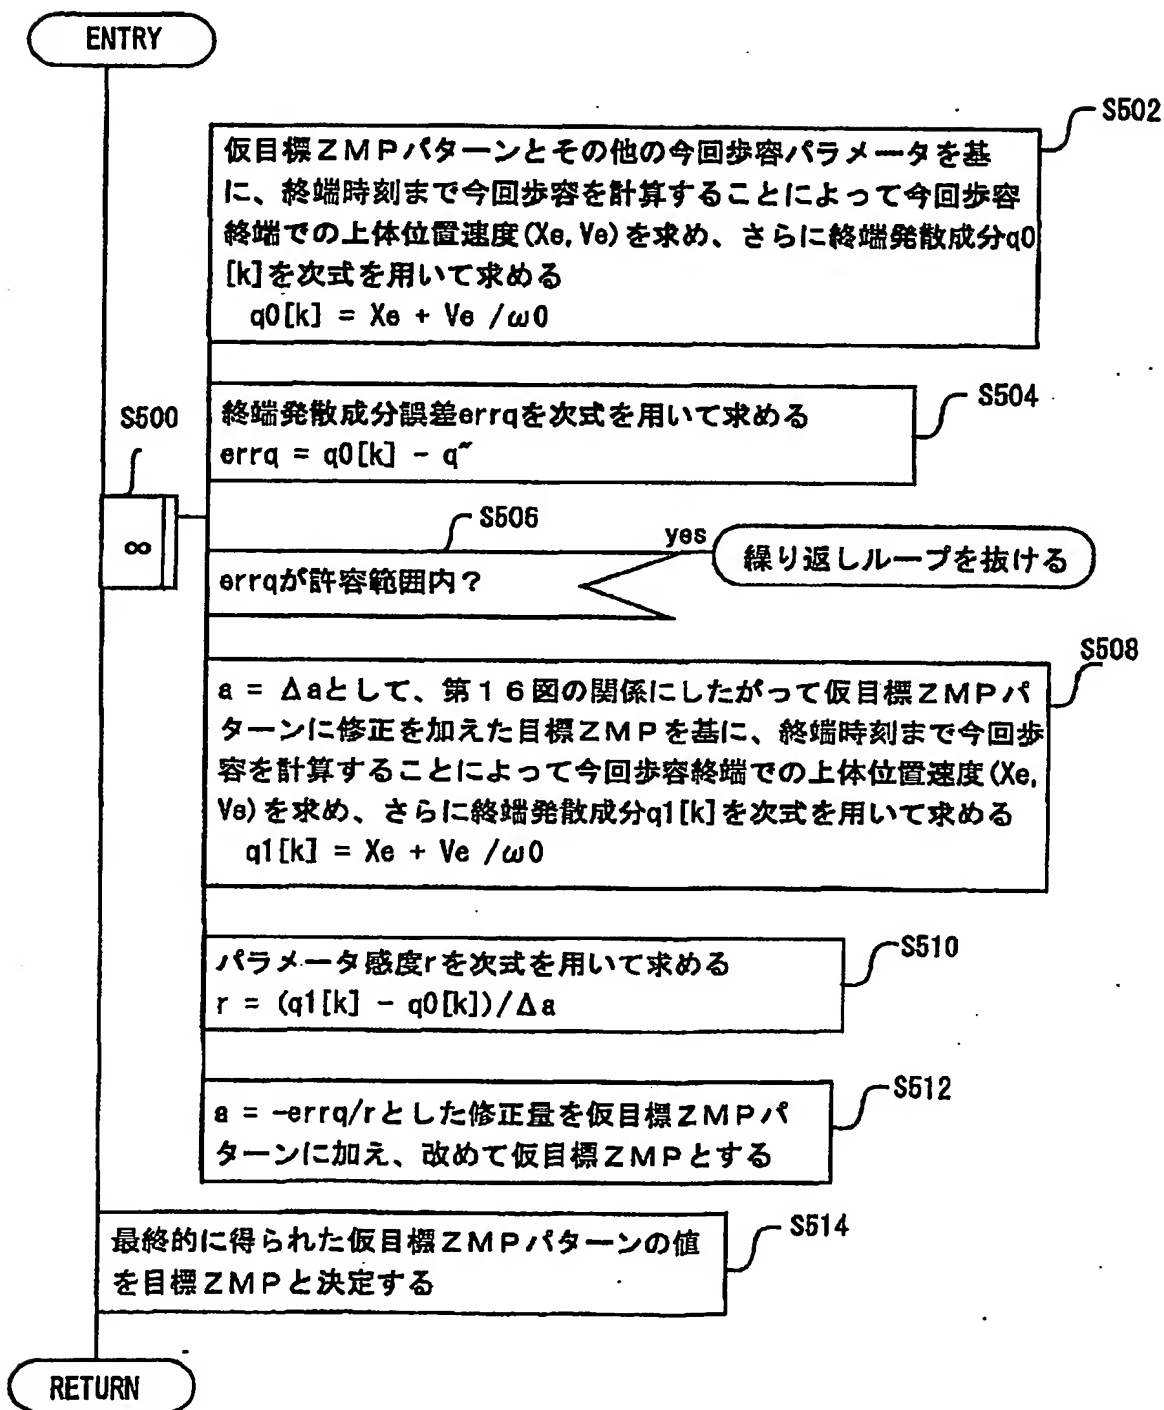 ENTRY
S502
仮目標ZMPパターンとその他の今回歩容パラメータを基
に、終端時刻まで今回歩容を計算することによって今回歩容
終端での上体位置速度(Xe, Ve)を求め、さらに終端発散成分q0
[k]を次式を用いて求める
q0[k] = Xe + Ve /ω0
S500
∞
S504
終端発散成分誤差errqを次式を用いて求める
errq = q0[k] - q"
S506
errqが許容範囲内？
yes
繰り返しループを抜ける
S508
a = Δaとして、第16図の関係にしたがって仮目標ZMPパ
ターンに修正を加えた目標ZMPを基に、終端時刻まで今回歩
容を計算することによって今回歩容終端での上体位置速度(Xe,
Ve)を求め、さらに終端発散成分q1[k]を次式を用いて求める
q1[k] = Xe + Ve /ω0
S510
パラメータ感度rを次式を用いて求める
r = (q1[k] - q0[k])/Δa
S512
a = -errq/rとした修正量を仮目標ZMPパ
ターンに加え、改めて仮目標ZMPとする
S514
最終的に得られた仮目標ZMPパターンの値
を目標ZMPと決定する
RETURN